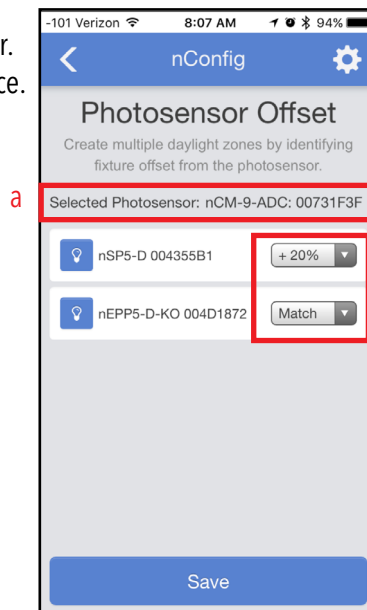 -101 Verizon 8:07 AM 94%
r.
ce.
nConfig
Photosensor Offset
Create multiple daylight zones by identifying
fixture offset from the photosensor.
a
Selected Photosensor: nCM-9-ADC: 00731F3F
nSP5-D 004355B1 + 20%
nEPP5-D-KO 004D1872 Match
Save